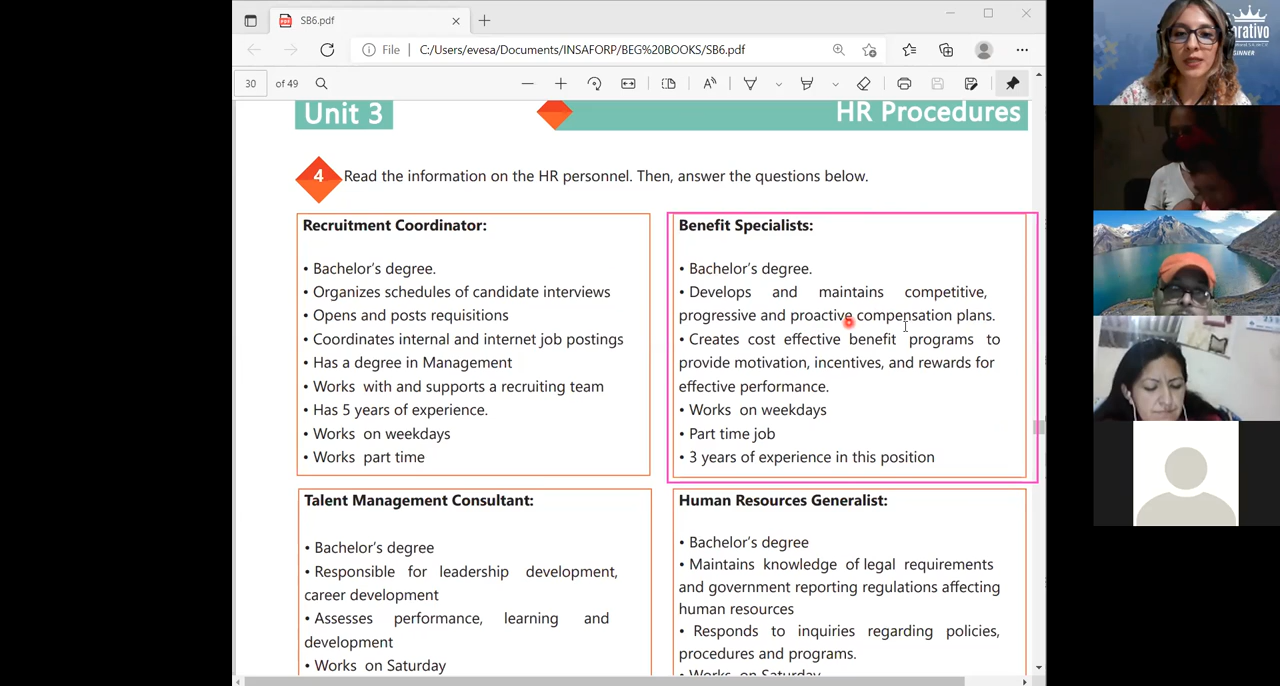 SB6.pdf
File
C:/Users/evesa/Documents/INSAFORP/BEG%20BOOKS/SB6.pdf
30 of 49
Unit 3
HR Procedures
4 Read the information on the HR personnel. Then, answer the questions below.
Recruitment Coordinator:
• Bachelor's degree.
• Organizes schedules of candidate interviews
• Opens and posts requisitions
• Coordinates internal and internet job postings
• Has a degree in Management
• Works with and supports a recruiting team
• Has 5 years of experience.
• Works on weekdays
• Works part time
Benefit Specialists:
• Bachelor's degree.
• Develops and maintains competitive,
progressive and proactive compensation plans.
• Creates cost effective benefit programs to
provide motivation, incentives, and rewards for
effective performance.
• Works on weekdays
• Part time job
• 3 years of experience in this position
Talent Management Consultant:
• Bachelor's degree
• Responsible for leadership development,
career development
• Assesses performance, learning and
development
• Works on Saturday
Human Resources Generalist:
• Bachelor's degree
• Maintains knowledge of legal requirements
and government reporting regulations affecting
human resources
• Responds to inquiries regarding policies,
procedures and programs.
• Works on Saturday